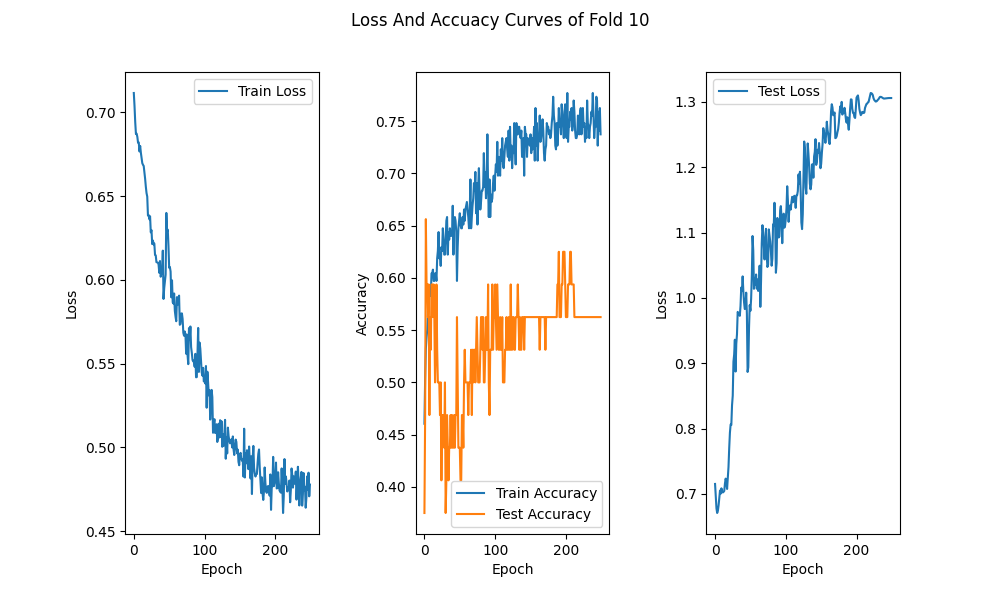 Loss And Accuacy Curves of Fold 10
Train Loss
0.70
0.65
0.60
0.55
0.50
0.45
Loss
0
100
200
Epoch
0.75
0.70
0.65
0.60
0.55
0.50
0.45
0.40
Accuracy
Train Accuracy
Test Accuracy
0
100
200
Epoch
Test Loss
1.3
1.2
1.1
1.0
0.9
0.8
0.7
Loss
0
100
200
Epoch